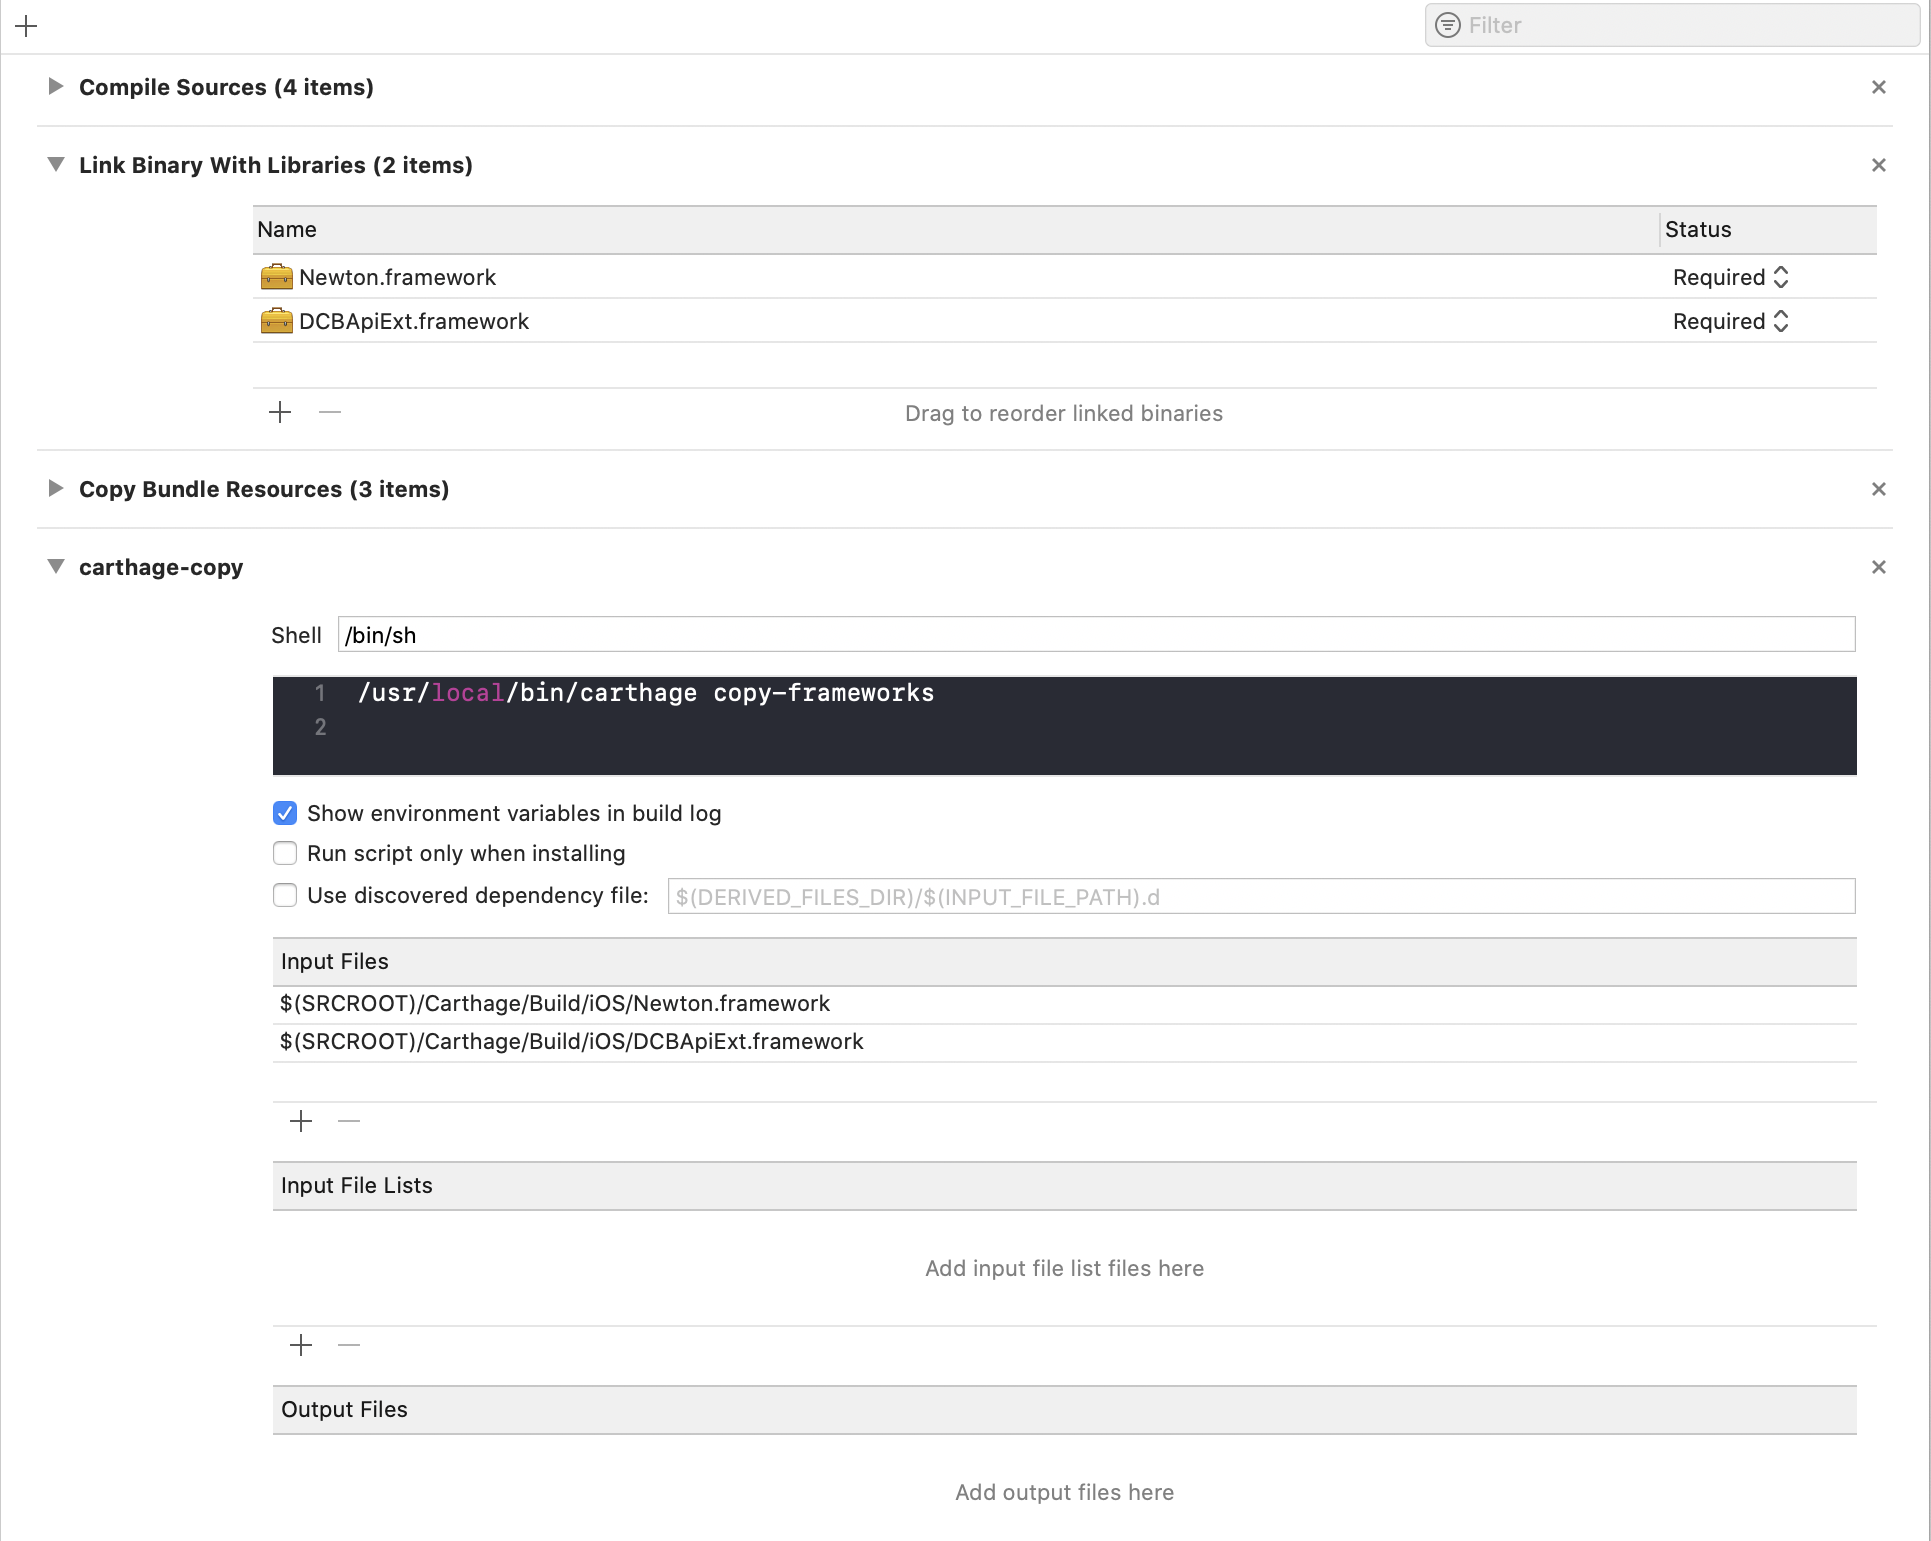 Filter
Compile Sources (4 items)
Link Binary With Libraries (2 items)
Name Status
Newton.framework Required
DCBApiExt.framework Required
Drag to reorder linked binaries
Copy Bundle Resources (3 items)
carthage-copy
Shell /bin/sh
1 /usr/local/bin/carthage copy-frameworks
2
Show environment variables in build log
Run script only when installing
Use discovered dependency file: $(DERIVED_FILES_DIR)/$(INPUT_FILE_PATH).d
Input Files
$(SRCROOT)/Carthage/Build/iOS/Newton.framework
$(SRCROOT)/Carthage/Build/iOS/DCBApiExt.framework
Input File Lists
Add input file list files here
Output Files
Add output files here